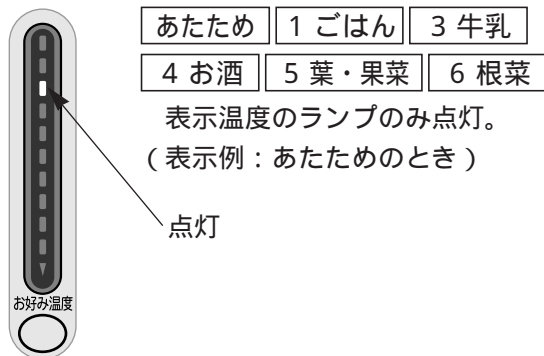 あたため 1 ごはん 3 牛乳
4 お酒 5 葉・果菜 6 根菜
表示温度のランプのみ点灯。
（表示例：あたためのとき）
点灯
お好み温度